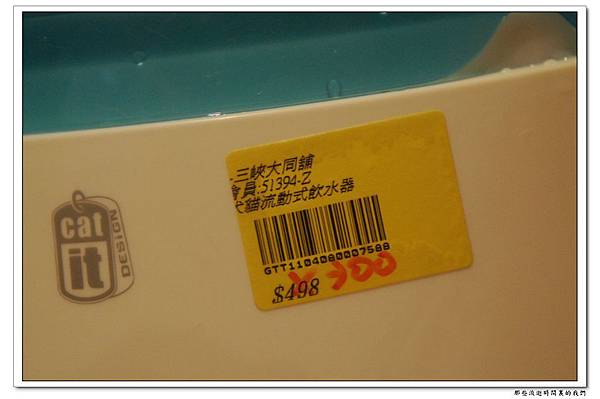 cat
it
DESIGN
三峽大同舖
會員:51394-Z
犬貓流動式飲水器
GTT1104080007588
$498
那些流逝時間裏的我們